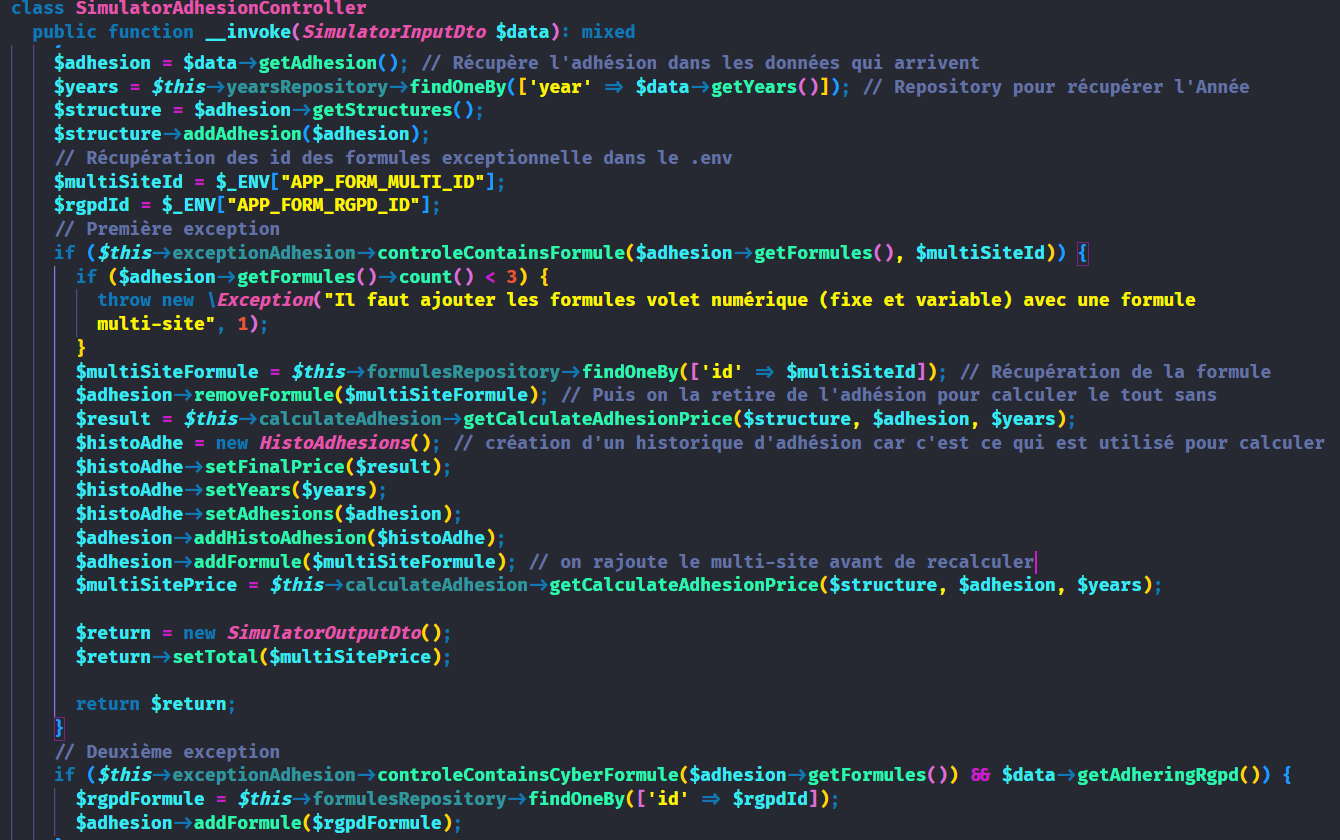 class SimulatorAdhesionController
public function __invoke(SimulatorInputDto $data): mixed
$adhesion = $data->getAdhesion(); // Récupère l'adhésion dans les données qui arrivent
$years = $this->yearsRepository->findOneBy(['year' => $data->getYears()]); // Repository pour récupérer l'Année
$structure = $adhesion->getStructures();
$structure->addAdhesion($adhesion);
// Récupération des id des formules exceptionnelle dans le .env
$multiSiteId = $_ENV["APP_FORM_MULTI_ID"];
$rgpdId = $_ENV["APP_FORM_RGPD_ID"];
// Première exception
if ($this->exceptionAdhesion->controleContainsFormule($adhesion->getFormules(), $multiSiteId)) {
if ($adhesion->getFormules()->count() < 3) {
throw new \Exception("Il faut ajouter les formules volet numérique (fixe et variable) avec une formule
multi-site", 1);
}
$multiSiteFormule = $this->formulesRepository->findOneBy(['id' => $multiSiteId]); // Récupération de la formule
$adhesion->removeFormule($multiSiteFormule); // Puis on la retire de l'adhésion pour calculer le tout sans
$result = $this->calculateAdhesion->getCalculateAdhesionPrice($structure, $adhesion, $years);
$histoAdhe = new HistoAdhesions(); // création d'un historique d'adhésion car c'est ce qui est utilisé pour calculer
$histoAdhe->setFinalPrice($result);
$histoAdhe->setYears($years);
$histoAdhe->setAdhesions($adhesion);
$adhesion->addHistoAdhesion($histoAdhe);
$adhesion->addFormule($multiSiteFormule); // on rajoute le multi-site avant de recalculer
$multiSitePrice = $this->calculateAdhesion->getCalculateAdhesionPrice($structure, $adhesion, $years);
$return = new SimulatorOutputDto();
$return->setTotal($multiSitePrice);
return $return;
}
// Deuxième exception
if ($this->exceptionAdhesion->controleContainsCyberFormule($adhesion->getFormules()) && $data->getAdheringRgpd()) {
$rgpdFormule = $this->formulesRepository->findOneBy(['id' => $rgpdId]);
$adhesion->addFormule($rgpdFormule);